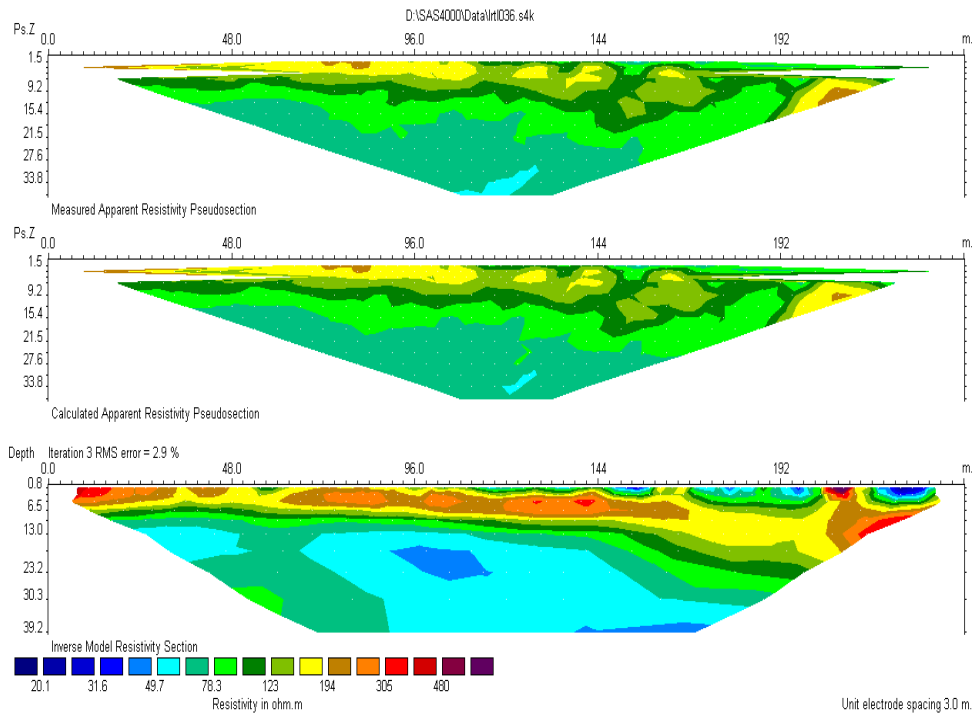 D:\SAS4000\Data\lrtl036.s4k
Ps.Z 0.0 48.0 96.0 144 192 m.
1.5
9.2
15.4
21.5
27.6
33.8
Measured Apparent Resistivity Pseudosection
Ps.Z 0.0 48.0 96.0 144 192 m.
1.5
9.2
15.4
21.5
27.6
33.8
Calculated Apparent Resistivity Pseudosection
Depth Iteration 3 RMS error = 2.9 %
0.0 48.0 96.0 144 192 m.
0.8
6.5
13.0
23.2
30.3
39.2
Inverse Model Resistivity Section
20.1 31.6 49.7 78.3 123 194 305 480
Resistivity in ohm.m
Unit electrode spacing 3.0 m.